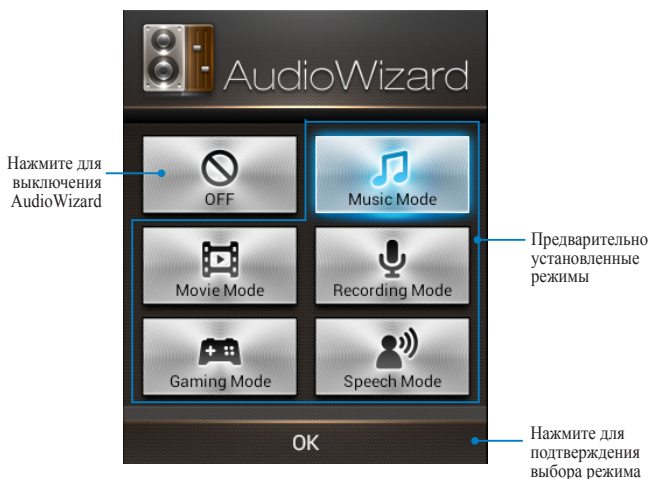 AudioWizard
Нажмите для
выключения
AudioWizard
OFF
Music Mode
Movie Mode
Recording Mode
Предварительно
установленные
режимы
Gaming Mode
Speech Mode
OK
Нажмите для
подтверждения
выбора режима